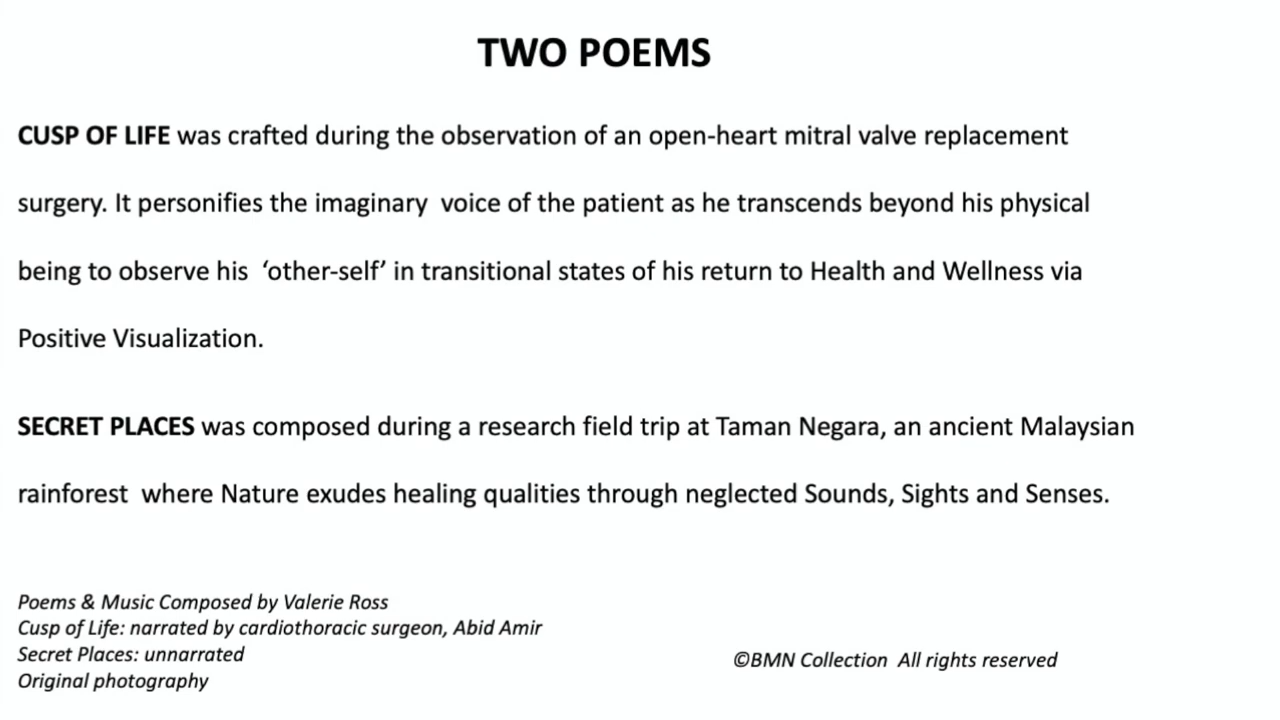 TWO POEMS
CUSP OF LIFE was crafted during the observation of an open-heart mitral valve replacement
surgery. It personifies the imaginary  voice of the patient as he transcends beyond his physical
being to observe his  ‘other-self’ in transitional states of his return to Health and Wellness via
Positive Visualization.
SECRET PLACES was composed during a research field trip at Taman Negara, an ancient Malaysian
rainforest  where Nature exudes healing qualities through neglected Sounds, Sights and Senses.
Poems & Music Composed by Valerie Ross
Cusp of Life: narrated by cardiothoracic surgeon, Abid Amir
Secret Places: unnarrated
Original photography
©BMN Collection  All rights reserved